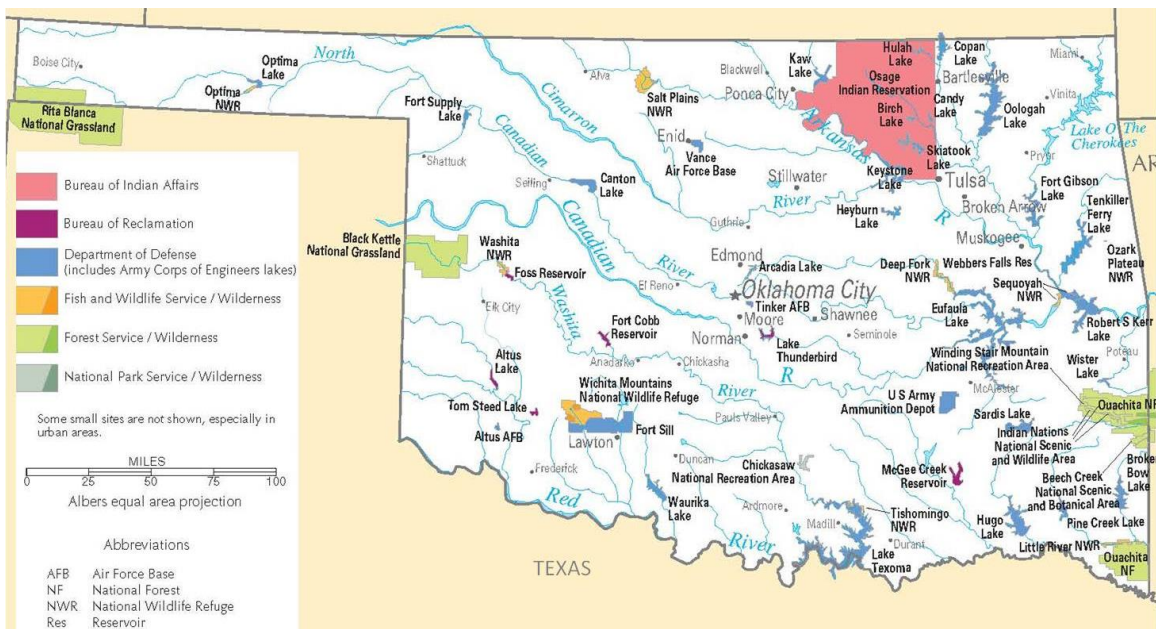 North
River
Boise City
Optima
Lake
Optima
NWR
Rita Blanca
National Grassland
Fort Supply
Lake
Shattuck
Canadian
Cimarron
Alva
Salt Plains
NWR
Blackwell
Kaw
Lake
Ponca City
Hulah
Lake
Osage
Indian Reservation
Birch
Lake
Copan
Lake
Bartlesville
Candy
Lake
Skiatook
Lake
Oologah
Lake
Miami
Vinita
Lake O The
Cherokees
Pryor
AR
Enid
Vance
Air Force Base
Arkansas
Keystone
Lake
Tulsa
Stillwater
River
R
Heyburn
Lake
Broken Arrow
Fort Gibson
Lake
Tenkiller
Ferry
Lake
Muskogee
Ozark
Plateau
NWR
Seiling
Canton
Lake
Guthrie
Black Kettle
National Grassland
Washita
NWR
Foss Reservoir
Canadian
River
Edmond
Arcadia Lake
El Reno
Oklahoma City
Tinker AFB
Moore
Shawnee
Norman
Lake
Thunderbird
Seminole
Deep Fork
NWR
Webbers Falls Res
Sequoyah
NWR
Eufaula
Lake
Robert S Kerr
Lake
Poteau
Wister
Lake
Elk City
Washita
Fort Cobb
Reservoir
Anadarko
Chickasha
River
R
Altus
Lake
Tom Steed Lake
Altus AFB
Wichita Mountains
National Wildlife Refuge
Fort Sill
Lawton
Frederick
Pauls Valley
Duncan
Winding Stair Mountain
National Recreation Area
McAlester
U S Army
Ammunition Depot
Sardis Lake
Ouachita NF
Indian Nations
National Scenic
and Wildlife Area
Beech Creek
National Scenic
and Botanical Area
Broken
Bow
Lake
Pine Creek Lake
Little River NWR
Ouachita
NF
Chickasaw
National Recreation Area
McGee Creek
Reservoir
Waurika
Lake
Ardmore
Madill
Tishomingo
NWR
Durant
Lake
Texoma
Hugo
Lake
Red
River
TEXAS
Bureau of Indian Affairs
Bureau of Reclamation
Department of Defense
(includes Army Corps of Engineers lakes)
Fish and Wildlife Service / Wilderness
Forest Service / Wilderness
National Park Service / Wilderness
Some small sites are not shown, especially in
urban areas.
MILES
0 50 100
Albers equal area projection
Abbreviations
AFB Air Force Base
NF National Forest
NWR National Wildlife Refuge
Res Reservoir